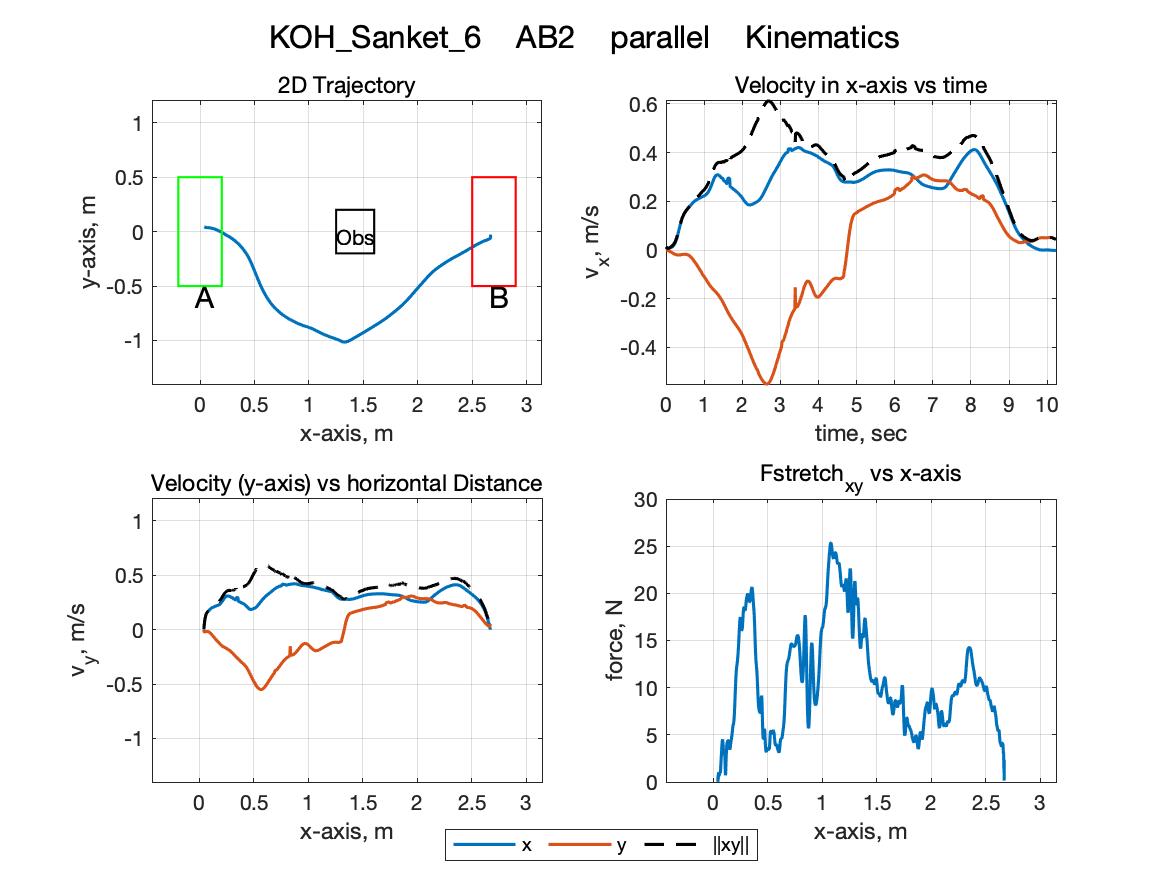 KOH_Sanket_6 AB2 parallel Kinematics
2D Trajectory
1
0.5
0
-0.5
-1
y-axis, m
Obs
A
B
0 0.5 1 1.5 2 2.5 3
x-axis, m
Velocity in x-axis vs time
0.6
0.4
0.2
0
-0.2
-0.4
v_x, m/s
0 1 2 3 4 5 6 7 8 9 10
time, sec
Velocity (y-axis) vs horizontal Distance
1
0.5
0
-0.5
-1
v_y, m/s
0 0.5 1 1.5 2 2.5 3
x-axis, m
Fstretch_xy vs x-axis
30
25
20
15
10
5
0
force, N
0 0.5 1 1.5 2 2.5 3
x-axis, m
x y ||xy||